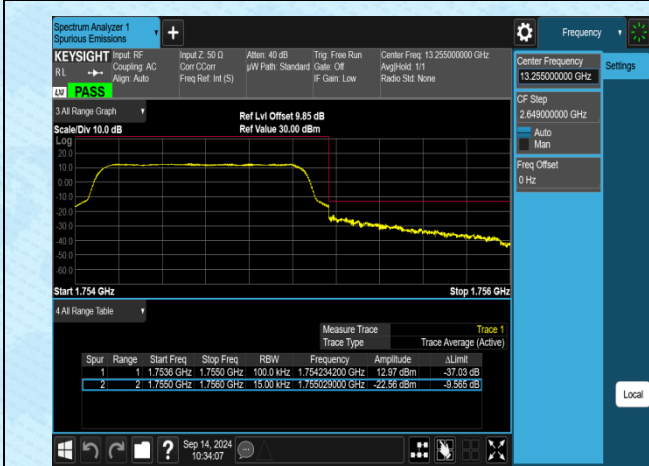 Spectrum Analyzer 1
Spurious Emissions
+
Frequency
KEYSIGHT
RL
Input: RF
Coupling: AC
Align: Auto
Input Z: 50 Ω
Corr CCorr
Freq Ref: Int (S)
Atten: 40 dB
µW Path: Standard
Trig: Free Run
Gate: Off
IF Gain: Low
Center Freq: 13.255000000 GHz
Avg|Hold: 1/1
Radio Std: None
LXI
PASS
Center Frequency
13.255000000 GHz
Settings
CF Step
2.649000000 GHz
Auto
Man
Freq Offset
0 Hz
3 All Range Graph
Scale/Div 10.0 dB
Ref Lvl Offset 9.85 dB
Ref Value 30.00 dBm
Log
20.0
10.0
0.00
-10.0
-20.0
-30.0
-40.0
-50.0
-60.0
Start 1.754 GHz
Stop 1.756 GHz
4 All Range Table
Measure Trace Trace 1
Trace Type Trace Average (Active)
Spur Range Start Freq Stop Freq RBW Frequency Amplitude ΔLimit
1 1 1.7536 GHz 1.7550 GHz 100.0 kHz 1.754234200 GHz 12.97 dBm -37.03 dB
2 2 1.7550 GHz 1.7560 GHz 15.00 kHz 1.755029000 GHz -22.56 dBm -9.565 dB
Local
?
Sep 14, 2024
10:34:07